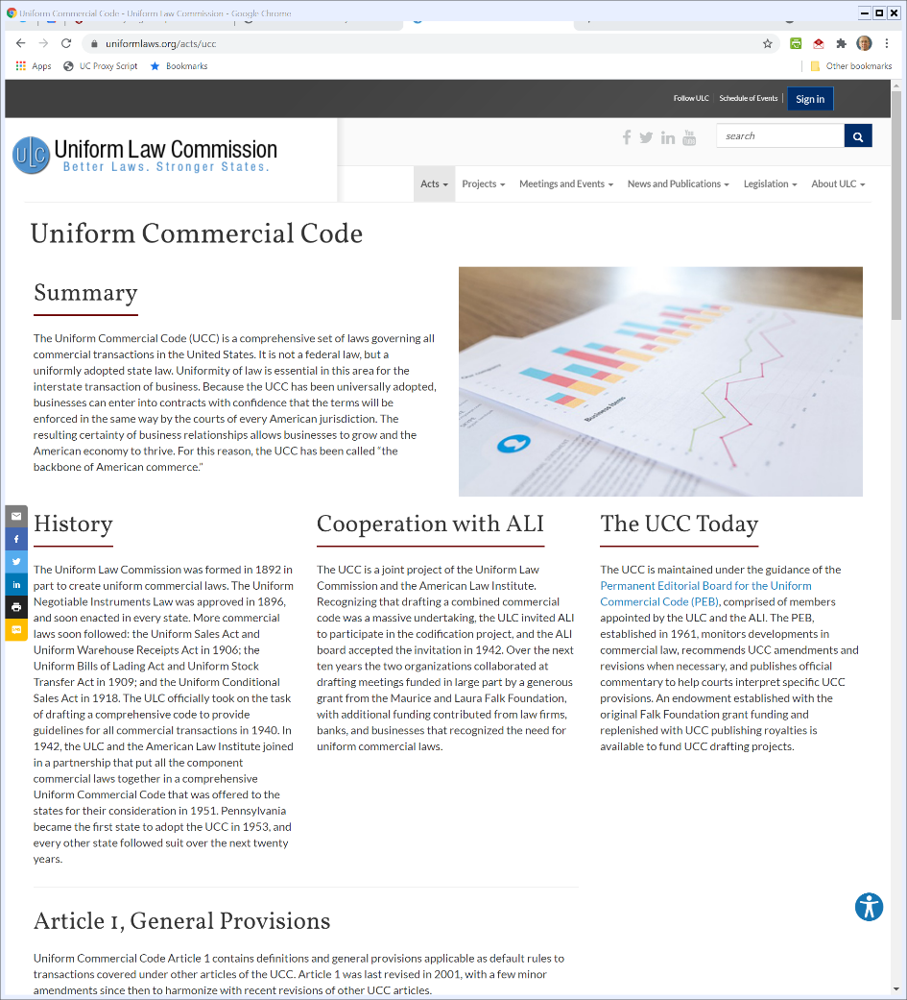 Uniform Commercial Code - Uniform Law Commission - Google Chrome
uniformlaws.org/acts/ucc
Apps UC Proxy Script Bookmarks Other bookmarks
Follow ULC Schedule of Events Sign in
ULC Uniform Law Commission
Better Laws. Stronger States.
You Tube
search
Acts Projects Meetings and Events News and Publications Legislation About ULC
Uniform Commercial Code
Summary
The Uniform Commercial Code (UCC) is a comprehensive set of laws governing all
commercial transactions in the United States. It is not a federal law, but a
uniformly adopted state law. Uniformity of law is essential in this area for the
interstate transaction of business. Because the UCC has been universally adopted,
businesses can enter into contracts with confidence that the terms will be
enforced in the same way by the courts of every American jurisdiction. The
resulting certainty of business relationships allows businesses to grow and the
American economy to thrive. For this reason, the UCC has been called “the
backbone of American commerce.”
Business Items
History
The Uniform Law Commission was formed in 1892 in
part to create uniform commercial laws. The Uniform
Negotiable Instruments Law was approved in 1896,
and soon enacted in every state. More commercial
laws soon followed: the Uniform Sales Act and
Uniform Warehouse Receipts Act in 1906; the
Uniform Bills of Lading Act and Uniform Stock
Transfer Act in 1909; and the Uniform Conditional
Sales Act in 1918. The ULC officially took on the task
of drafting a comprehensive code to provide
guidelines for all commercial transactions in 1940. In
1942, the ULC and the American Law Institute joined
in a partnership that put all the component
commercial laws together in a comprehensive
Uniform Commercial Code that was offered to the
states for their consideration in 1951. Pennsylvania
became the first state to adopt the UCC in 1953, and
every other state followed suit over the next twenty
years.
Cooperation with ALI
The UCC is a joint project of the Uniform Law
Commission and the American Law Institute.
Recognizing that drafting a combined commercial
code was a massive undertaking, the ULC invited ALI
to participate in the codification project, and the ALI
board accepted the invitation in 1942. Over the next
ten years the two organizations collaborated at
drafting meetings funded in large part by a generous
grant from the Maurice and Laura Falk Foundation,
with additional funding contributed from law firms,
banks, and businesses that recognized the need for
uniform commercial laws.
The UCC Today
The UCC is maintained under the guidance of the
Permanent Editorial Board for the Uniform
Commercial Code (PEB), comprised of members
appointed by the ULC and the ALI. The PEB,
established in 1961, monitors developments in
commercial law, recommends UCC amendments and
revisions when necessary, and publishes official
commentary to help courts interpret specific UCC
provisions. An endowment established with the
original Falk Foundation grant funding and
replenished with UCC publishing royalties is
available to fund UCC drafting projects.
Article 1, General Provisions
Uniform Commercial Code Article 1 contains definitions and general provisions applicable as default rules to
transactions covered under other articles of the UCC. Article 1 was last revised in 2001, with a few minor
amendments since then to harmonize with recent revisions of other UCC articles.